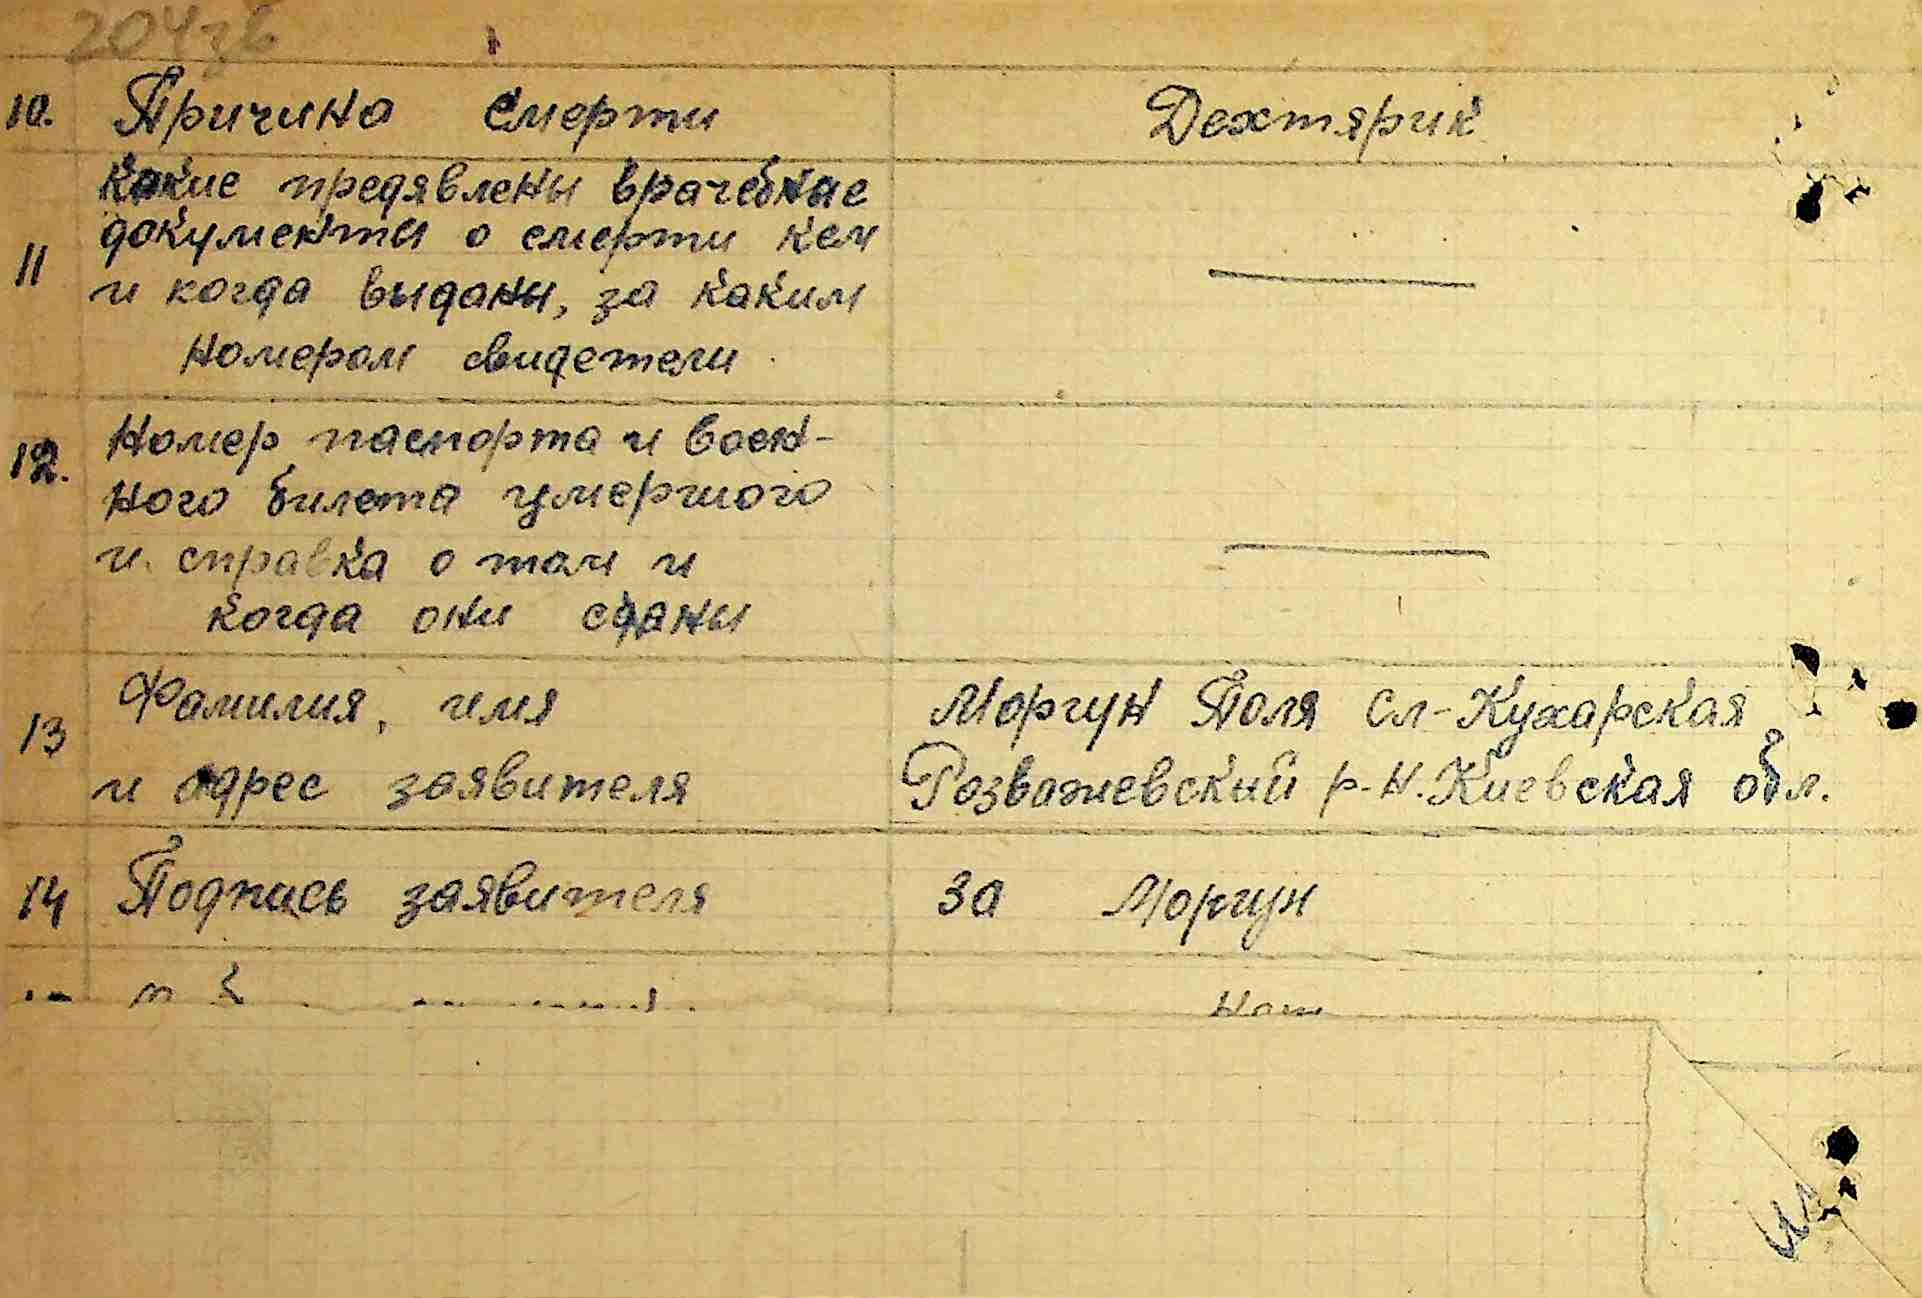 204зв
10. Причина смерти Дехтярик
Какие предявлены врачебные
документы о смерти кем
11 и когда выданы, за каким
номером свидетели
12. Номер паспорта и воен-
ного билета умершого
и. справка о том и
когда они сданы
Фамилия, имя Моргун Поля Сл-Кухарская
13
и адрес заявителя Розважевский р-н. Киевская обл.
14 Подпись заявителя За Моргун